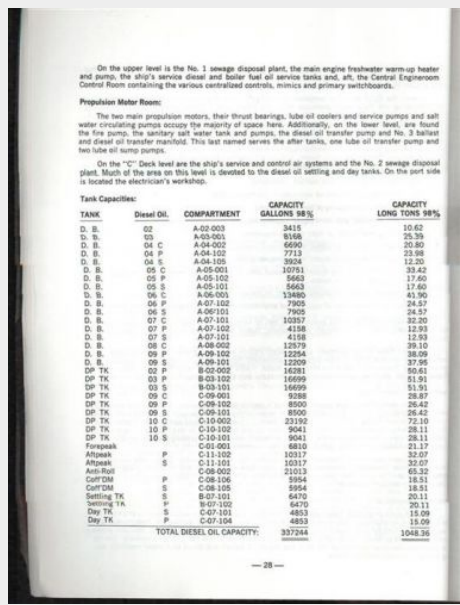 On the upper level is the No. 1 sewage disposal plant, the main engine freshwater warm-up heater
and pump, the ship's service diesel and boiler fuel oil service tanks and, aft, the Central Engineroom
Control Room containing the various centralized controls, mimics and primary switchboards.
Propulsion Motor Room:
The two main propulsion motors, their thrust bearings, lube oil coolers and service pumps and salt
water circulating pumps occupy the majority of space here. Additionally, on the lower level, are found
the fire pump, the sanitary salt water tank and pumps, the diesel oil transfer pump and No. 3 ballast
and diesel oil transfer manifold. This last named serves the after tanks, one lube oil transfer pump and
two lube oil sump pumps.
On the "C" Deck level are the ship's service and control air systems and the No. 2 sewage disposal
plant. Much of the area on this level is devoted to the diesel oil settling and day tanks. On the port side
is located the electrician's workshop.
Tank Capacities:
CAPACITY CAPACITY
TANK Diesel Oil. COMPARTMENT GALLONS 98% LONG TONS 98%
D. B. 02 A-02-003 3415 10.62
D. B. 03 A-03-001 8168 25.39
D. B. 04 C A-04-002 6690 20.80
D. B. 04 P A-04-102 7713 23.98
D. B. 04 S A-04-105 3924 12.20
D. B. 05 C A-05-001 10751 33.42
D. B. 05 P A-05-102 5663 17.60
D. B. 05 S A-05-101 5663 17.60
D. B. 06 C A-06-001 13480 41.90
D. B. 06 P A-07-102 7905 24.57
D. B. 06 S A-06/101 7905 24.57
D. B. 07 C A-07-101 10357 32.20
D. B. 07 P A-07-102 4158 12.93
D. B. 07 S A-07-101 4158 12.93
D. B. 08 C A-08-002 12579 39.10
D. B. 09 P A-09-102 12254 38.09
D. B. 09 S A-09-101 12209 37.95
DP TK 02 P B-02-002 16281 50.61
DP TK 03 P B-03-102 16699 51.91
DP TK 03 S B-03-101 16699 51.91
DP TK 09 C C-09-001 9288 28.87
DP TK 09 P C-09-102 8500 26.42
DP TK 09 S C-09-101 8500 26.42
DP TK 10 C C-10-002 23192 72.10
DP TK 10 P C-10-102 9041 28.11
DP TK 10 S C-10-101 9041 28.11
Forepeak C-01-001 6810 21.17
Aftpeak P C-11-102 10317 32.07
Aftpeak S C-11-101 10317 32.07
Anti-Roll C-08-002 21013 65.32
Coff'DM P C-08-106 5954 18.51
Coff'DM S C-08-105 5954 18.51
Settling TK S B-07-101 6470 20.11
Settling TK P B-07-102 6470 20.11
Day TK S C-07-101 4853 15.09
Day TK P C-07-104 4853 15.09
TOTAL DIESEL OIL CAPACITY: 337244 1048.36
— 28 —